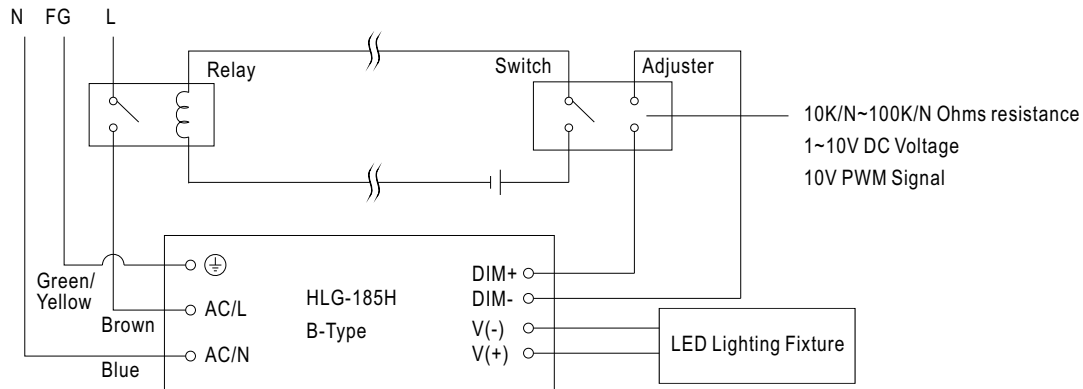 N FG L
Relay
Switch
Adjuster
10K/N~100K/N Ohms resistance
1~10V DC Voltage
10V PWM Signal
Green/
Yellow
Brown
Blue
AC/L
AC/N
HLG-185H
B-Type
DIM+
DIM-
V(-)
V(+)
LED Lighting Fixture